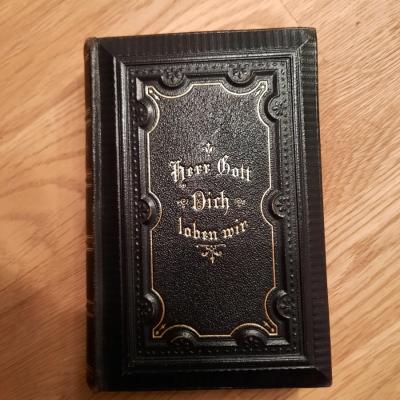 Herr Gott
Dich
loben wir